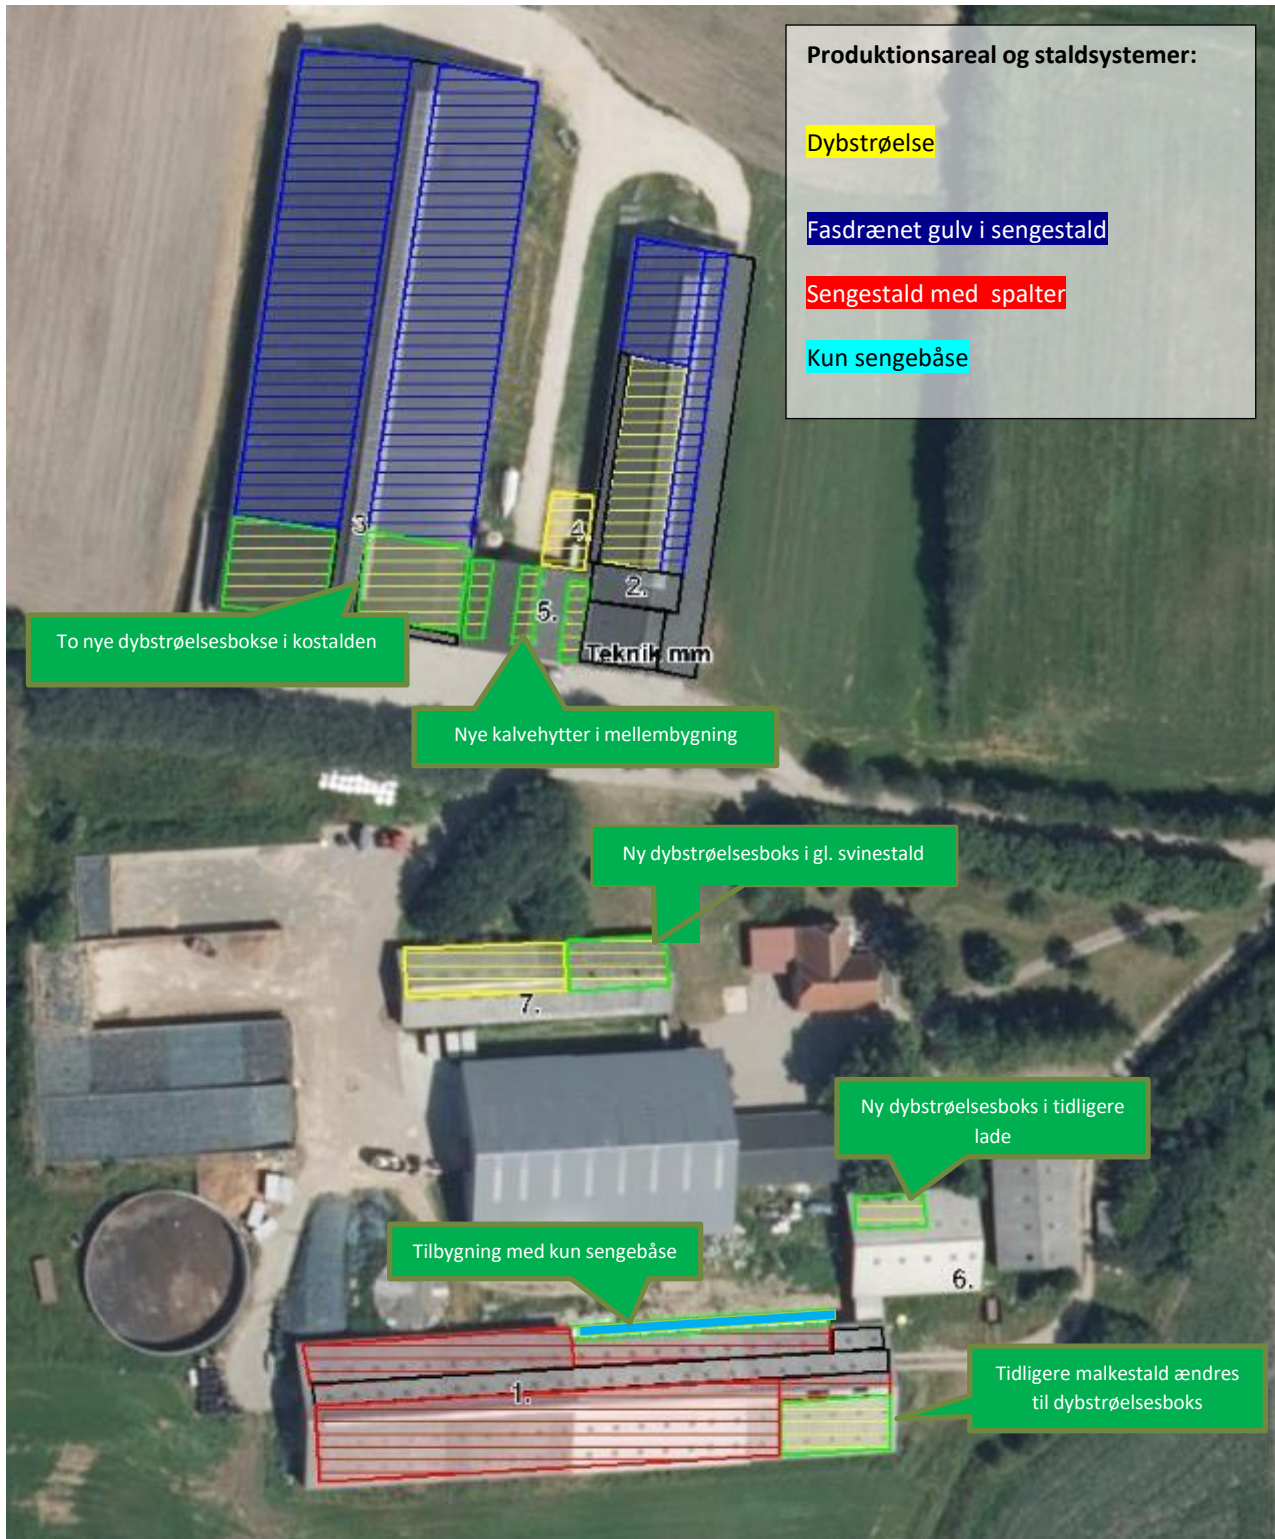 Produktionsareal og staldsystemer:
Dybstrøelse
Fasdrænet gulv i sengestald
Sengestald med  spalter
Kun sengebåse
3.
4.
2.
5.
Teknik mm
To nye dybstrøelsesbokse i kostalden
Nye kalvehytter i mellembygning
Ny dybstrøelsesboks i gl. svinestald
7.
Ny dybstrøelsesboks i tidligere
lade
Tilbygning med kun sengebåse
6.
1.
Tidligere malkestald ændres
til dybstrøelsesboks